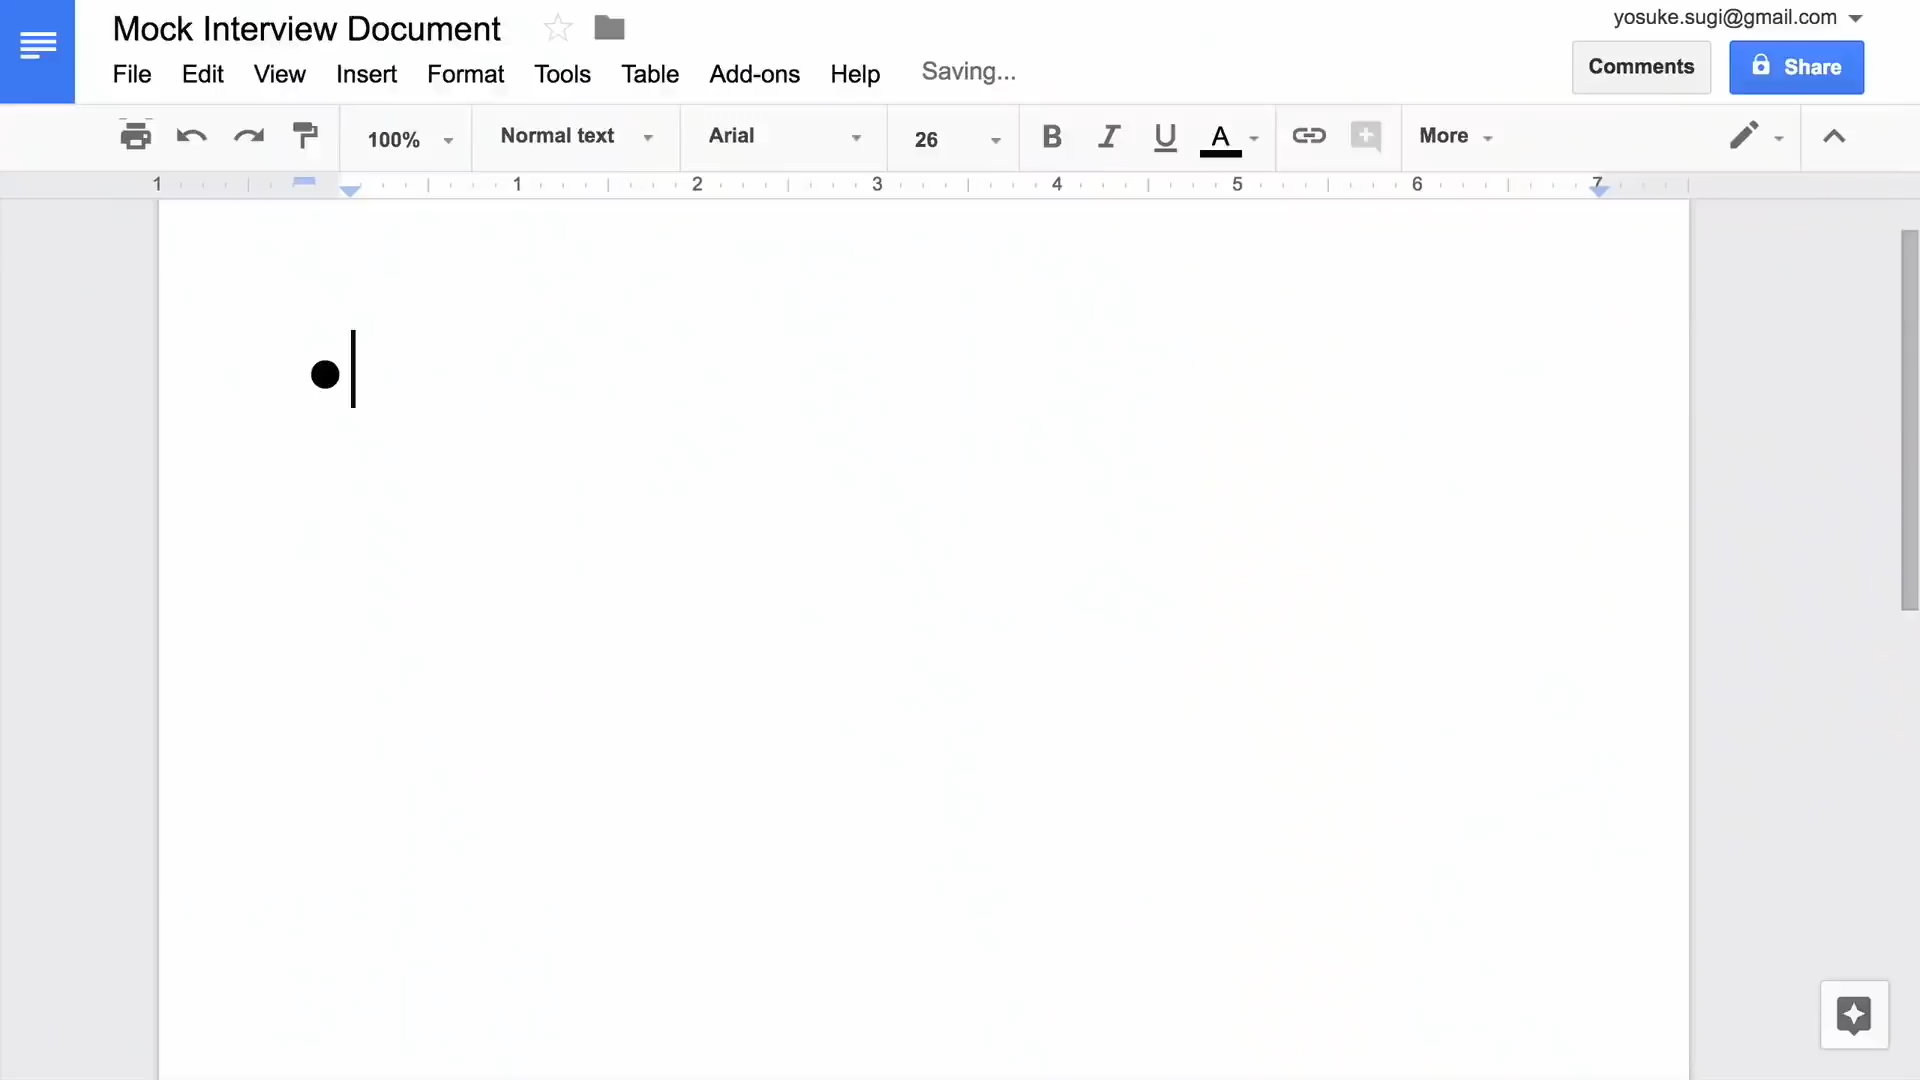 Mock Interview Document
yosuke.sugi@gmail.com
File Edit View Insert Format Tools Table Add-ons Help Saving...
Comments Share
100% Normal text Arial 26 B I U A More
1 1 2 3 4 5 6 7
●